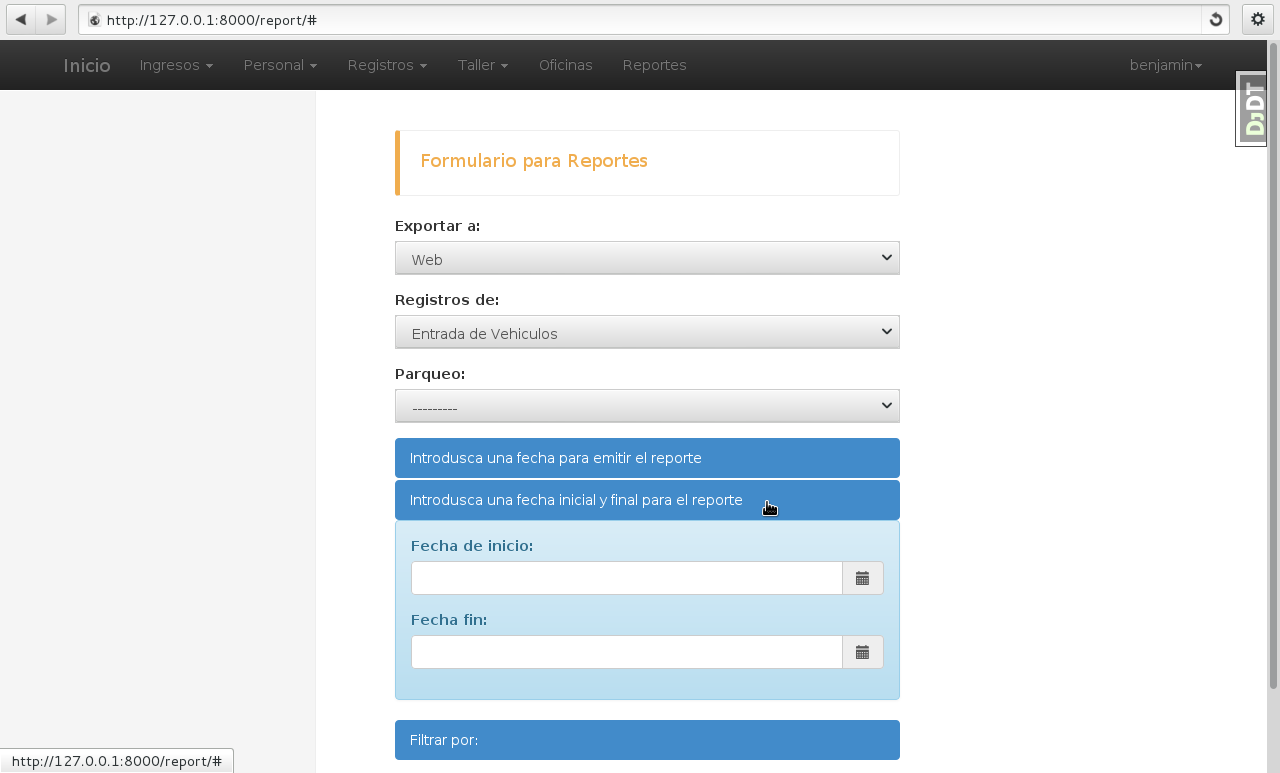 http://127.0.0.1:8000/report/#
Inicio Ingresos Personal Registros Taller Oficinas Reportes benjamin
DjDT
Formulario para Reportes
Exportar a:
Web
Registros de:
Entrada de Vehiculos
Parqueo:
---------
Introdusca una fecha para emitir el reporte
Introdusca una fecha inicial y final para el reporte
Fecha de inicio:
Fecha fin:
Filtrar por:
http://127.0.0.1:8000/report/#